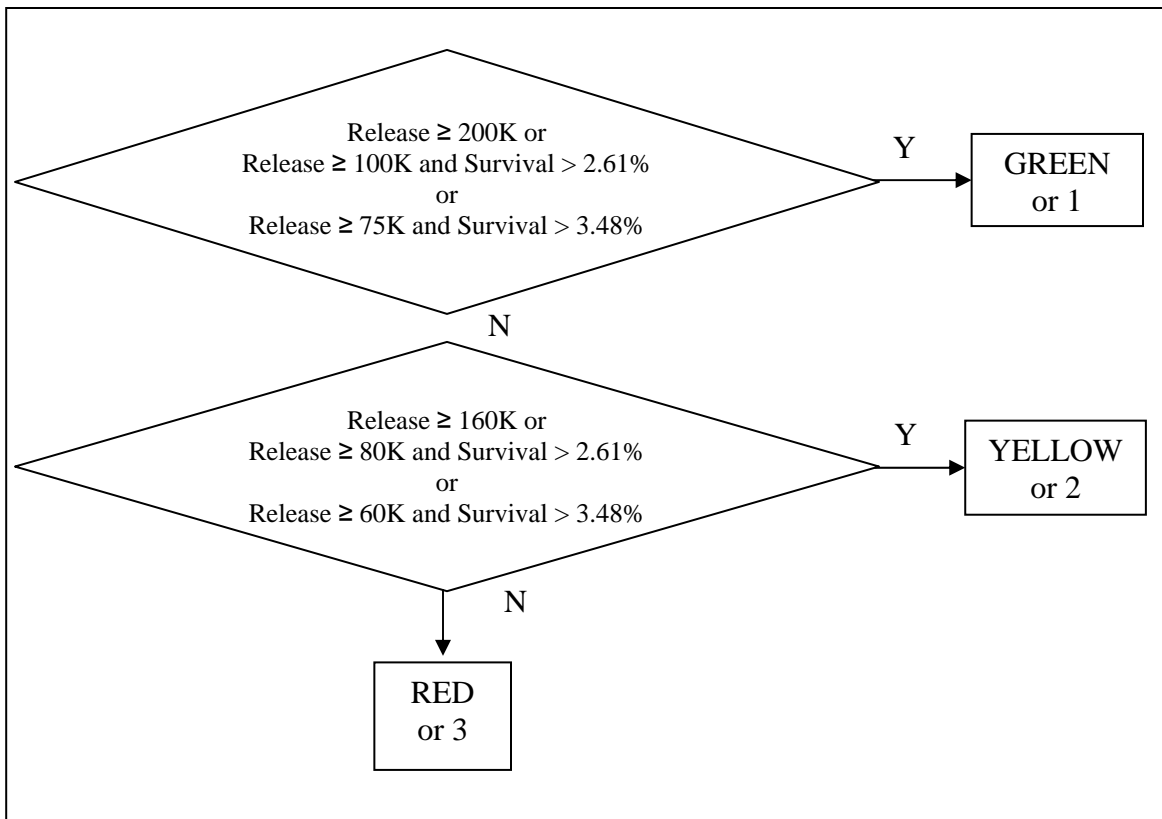 Release ≥ 200K or
Release ≥ 100K and Survival > 2.61%
or
Release ≥ 75K and Survival > 3.48%
Y
GREEN
or 1
N
Release ≥ 160K or
Release ≥ 80K and Survival > 2.61%
or
Release ≥ 60K and Survival > 3.48%
Y
YELLOW
or 2
N
RED
or 3